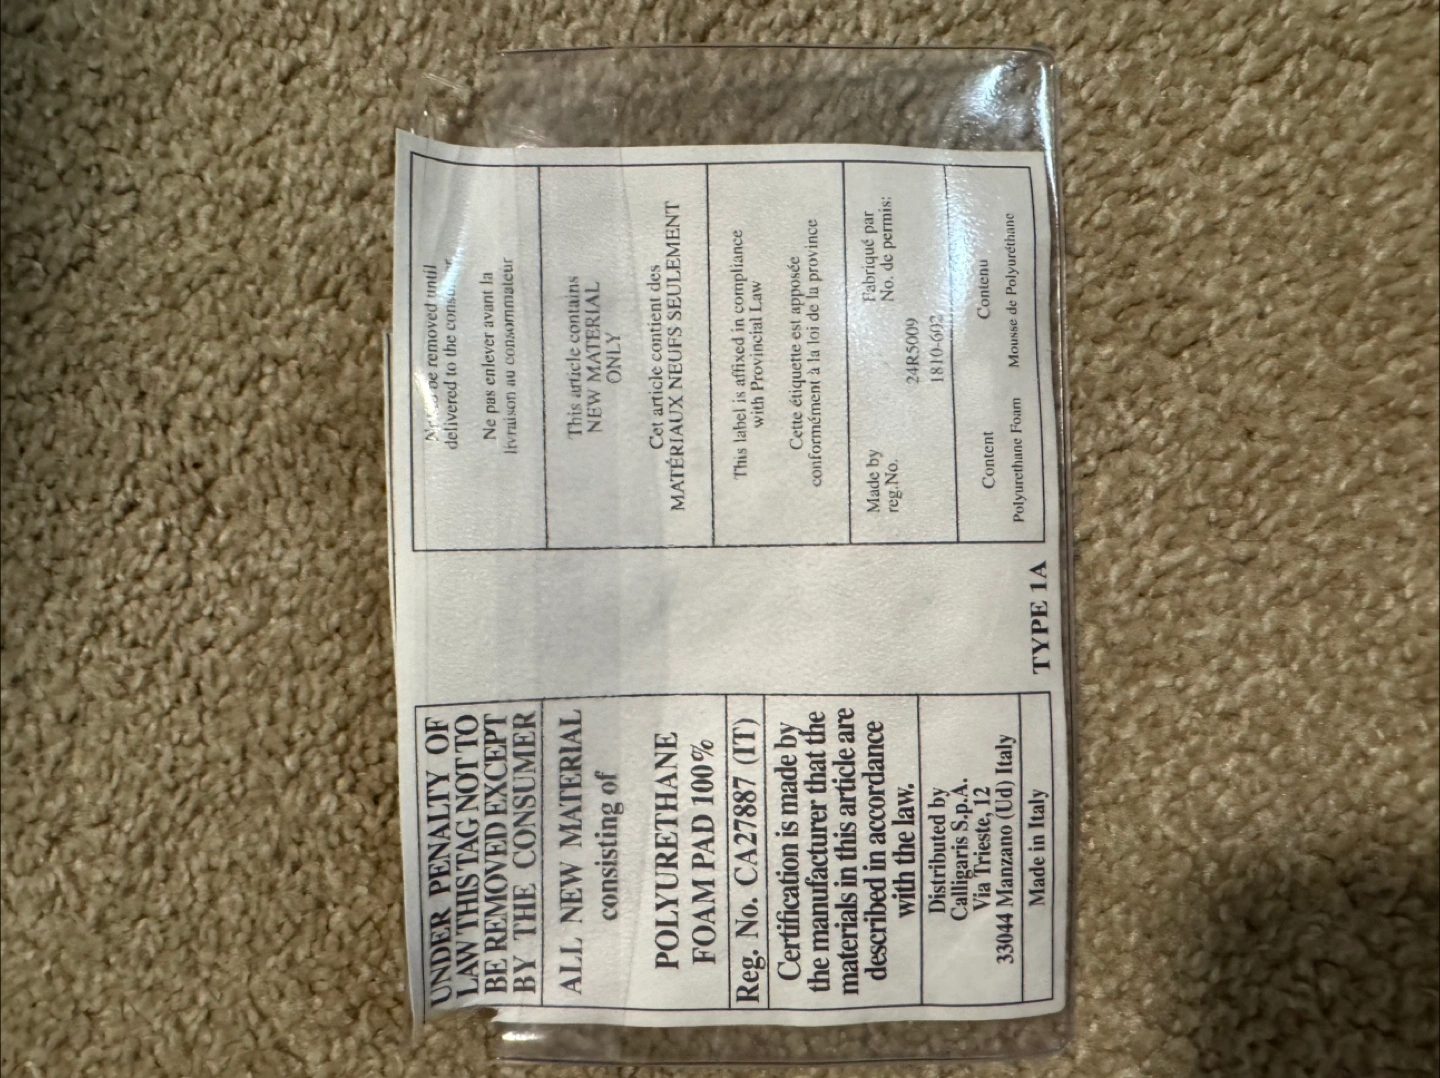 UNDER PENALTY OF
LAW THIS TAG NOT TO
BE REMOVED EXCEPT
BY THE CONSUMER
ALL NEW MATERIAL
consisting of
POLYURETHANE
FOAM PAD 100%
Reg. No. CA27887 (IT)
Certification is made by
the manufacturer that the
materials in this article are
described in accordance
with the law.
Distributed by
Calligaris S.p.A.
Via Trieste, 12
33044 Manzano (Ud) Italy
Made in Italy
TYPE 1A
be removed until
delivered to the
Ne pas enlever avant la
livraison au consommateur
This article contains
NEW MATERIAL
ONLY
Cet article contient des
MATÉRIAUX NEUFS SEULEMENT
This label is affixed in compliance
with Provincial Law
Cette étiquette est apposée
conformément à la loi de la province
Made by
reg.No.
Fabriqué par
No. de permis:
24R5009
1810-602
Content
Contenu
Polyurethane Foam
Mousse de Polyuréthane